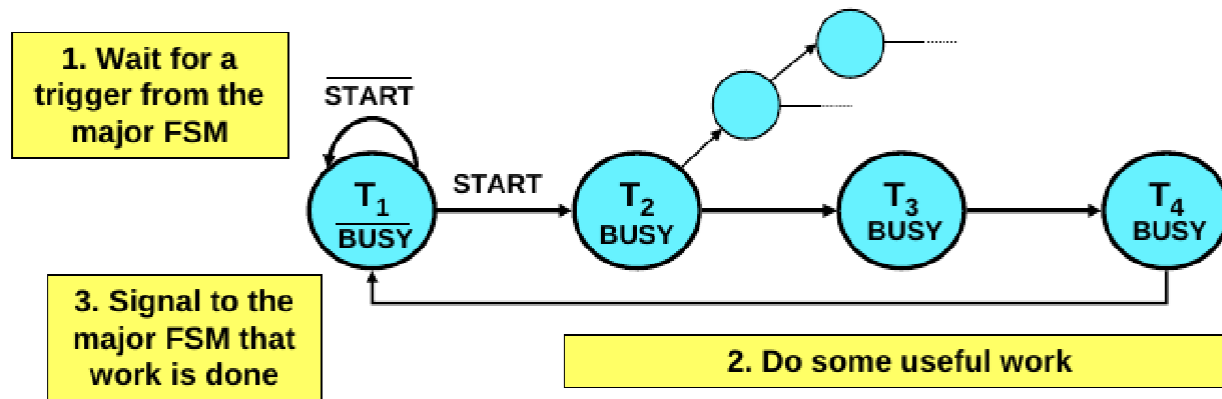 1. Wait for a
trigger from the
major FSM
START
START
T1
BUSY
T2
BUSY
T3
BUSY
T4
BUSY
3. Signal to the
major FSM that
work is done
2. Do some useful work